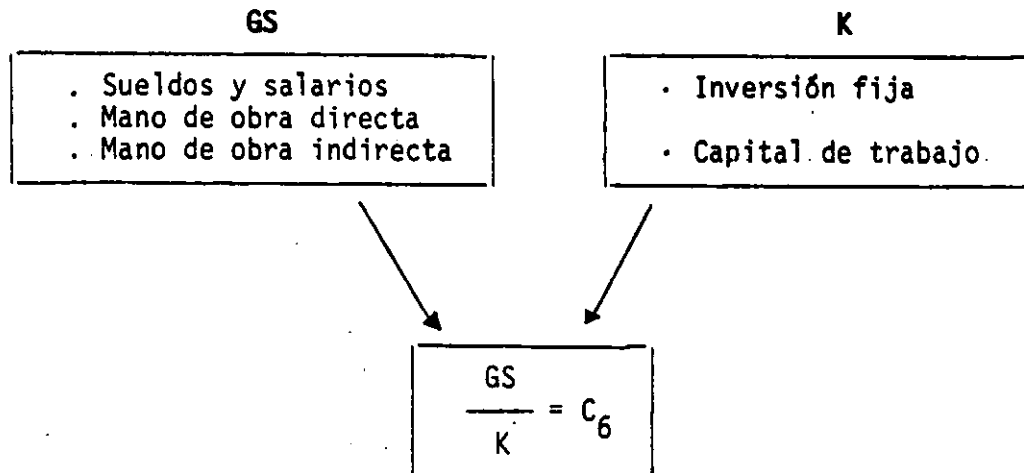 GS
. Sueldos y salarios
. Mano de obra directa
. Mano de obra indirecta
K
· Inversión fija
· Capital de trabajo.
GS
— = C₆
K